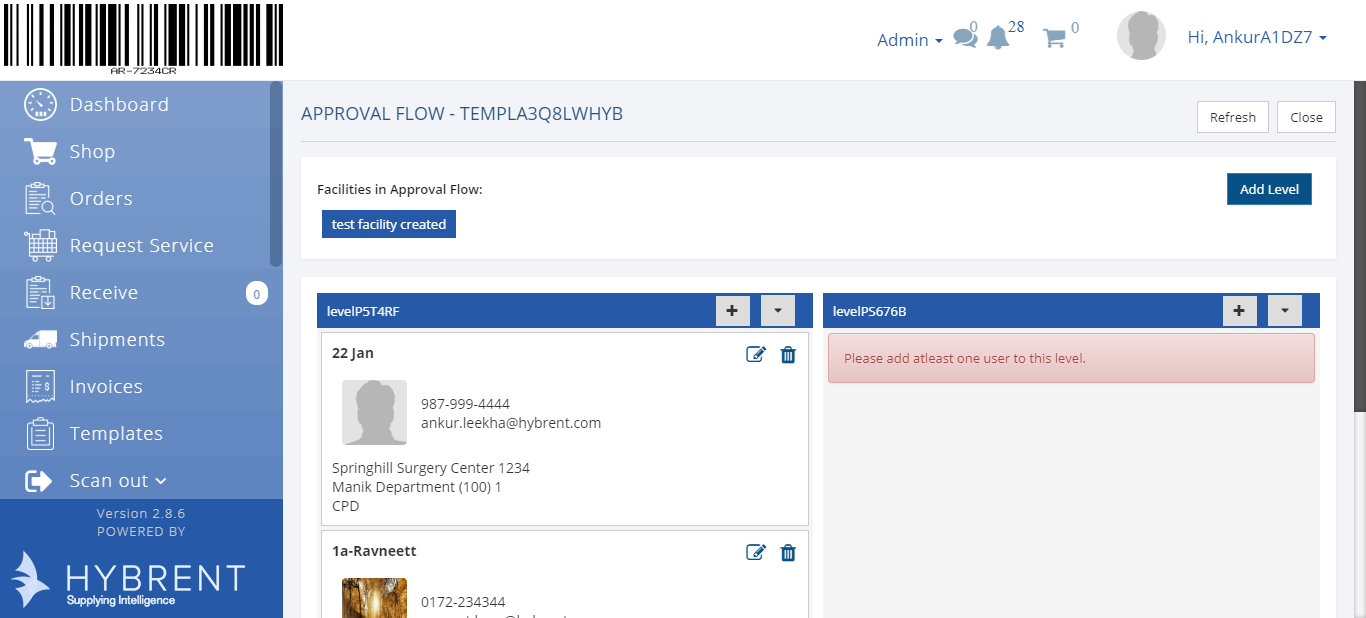 AR-7234CR
Admin
0
28
0
Hi, AnkurA1DZ7
Dashboard
Shop
Orders
Request Service
Receive
0
Shipments
Invoices
Templates
Scan out
Version 2.8.6
POWERED BY
HYBRENT
Supplying Intelligence
APPROVAL FLOW - TEMPLA3Q8LWHYB
Refresh
Close
Facilities in Approval Flow:
Add Level
test facility created
levelP5T4RF
22 Jan
987-999-4444
ankur.leekha@hybrent.com
Springhill Surgery Center 1234
Manik Department (100) 1
CPD
1a-Ravneett
0172-234344
levelPS676B
Please add atleast one user to this level.